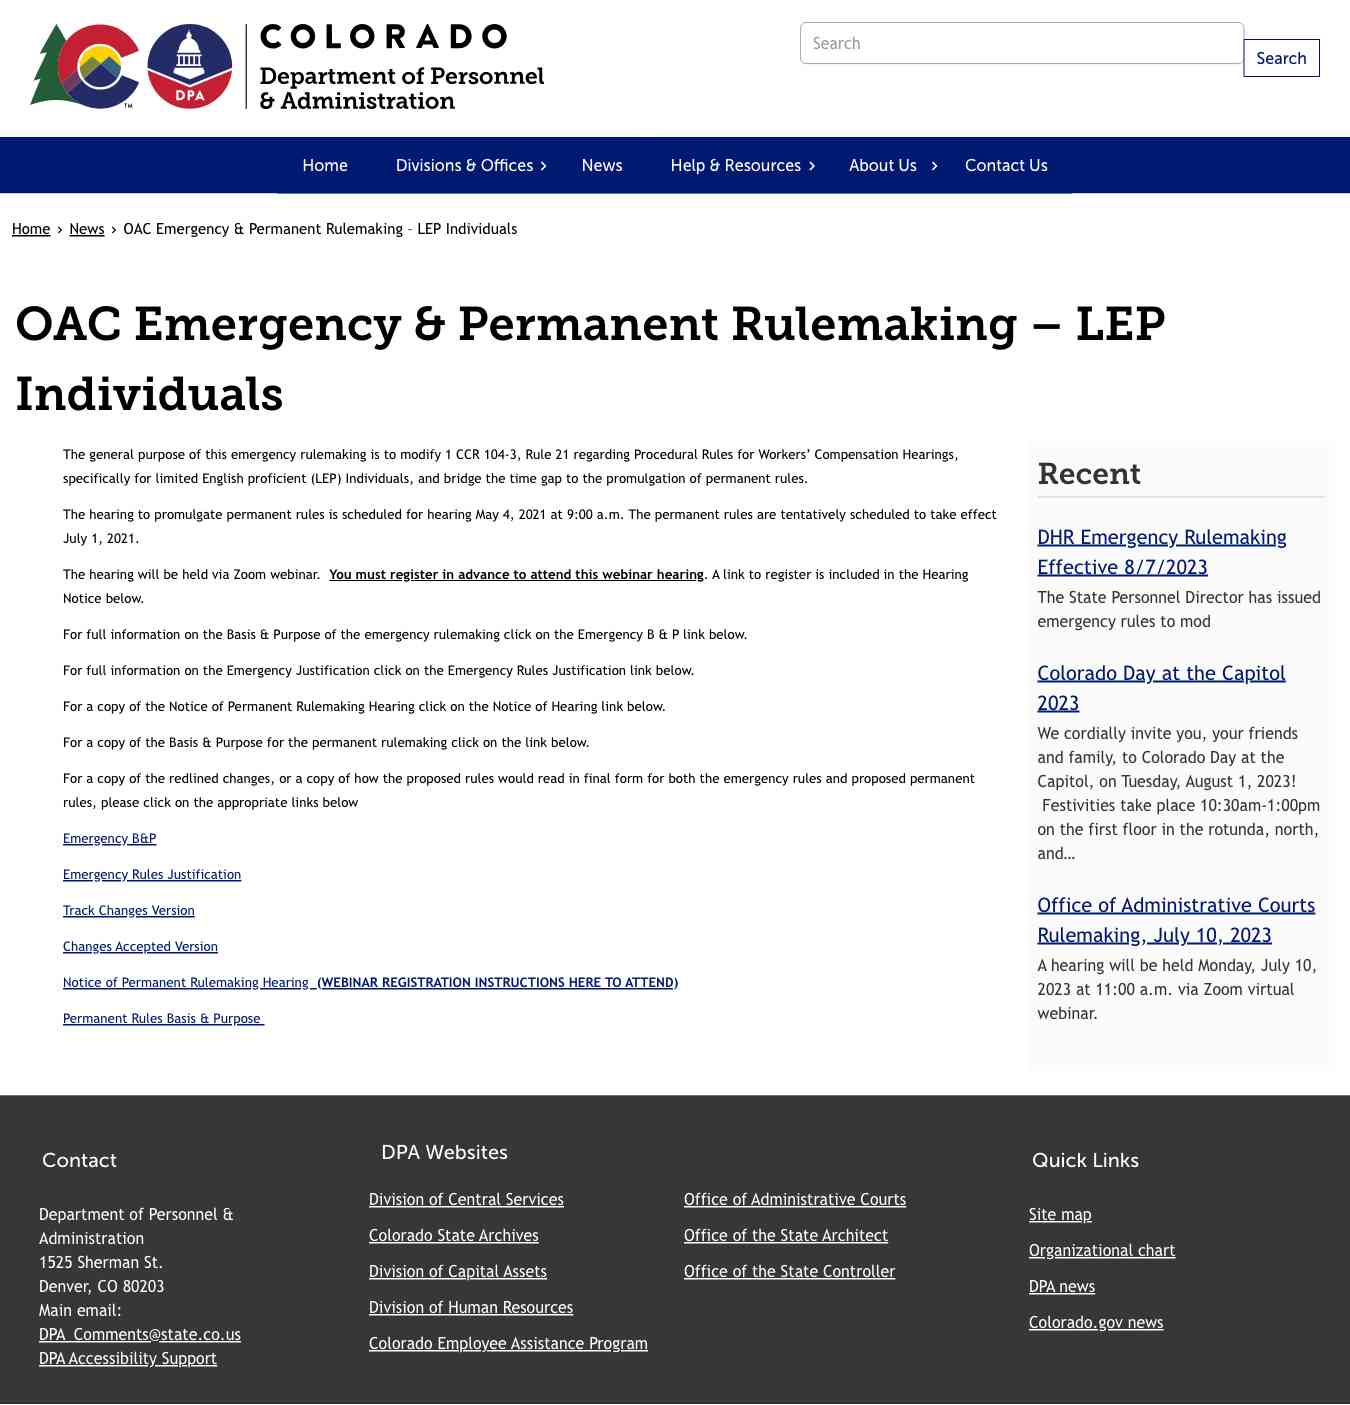 COLORADO
Department of Personnel
& Administration
DPA
TM
Search
Search
Home
Divisions & Offices
News
Help & Resources
About Us
Contact Us
Home › News › OAC Emergency & Permanent Rulemaking – LEP Individuals
OAC Emergency & Permanent Rulemaking – LEP
Individuals
The general purpose of this emergency rulemaking is to modify 1 CCR 104-3, Rule 21 regarding Procedural Rules for Workers’ Compensation Hearings,
specifically for limited English proficient (LEP) Individuals, and bridge the time gap to the promulgation of permanent rules.
The hearing to promulgate permanent rules is scheduled for hearing May 4, 2021 at 9:00 a.m. The permanent rules are tentatively scheduled to take effect
July 1, 2021.
The hearing will be held via Zoom webinar.  You must register in advance to attend this webinar hearing. A link to register is included in the Hearing
Notice below.
For full information on the Basis & Purpose of the emergency rulemaking click on the Emergency B & P link below.
For full information on the Emergency Justification click on the Emergency Rules Justification link below.
For a copy of the Notice of Permanent Rulemaking Hearing click on the Notice of Hearing link below.
For a copy of the Basis & Purpose for the permanent rulemaking click on the link below.
For a copy of the redlined changes, or a copy of how the proposed rules would read in final form for both the emergency rules and proposed permanent
rules, please click on the appropriate links below
Emergency B&P
Emergency Rules Justification
Track Changes Version
Changes Accepted Version
Notice of Permanent Rulemaking Hearing  (WEBINAR REGISTRATION INSTRUCTIONS HERE TO ATTEND)
Permanent Rules Basis & Purpose
Recent
DHR Emergency Rulemaking
Effective 8/7/2023
The State Personnel Director has issued
emergency rules to mod
Colorado Day at the Capitol
2023
We cordially invite you, your friends
and family, to Colorado Day at the
Capitol, on Tuesday, August 1, 2023!
Festivities take place 10:30am-1:00pm
on the first floor in the rotunda, north,
and…
Office of Administrative Courts
Rulemaking, July 10, 2023
A hearing will be held Monday, July 10,
2023 at 11:00 a.m. via Zoom virtual
webinar.
Contact
Department of Personnel &
Administration
1525 Sherman St.
Denver, CO 80203
Main email:
DPA_Comments@state.co.us
DPA Accessibility Support
DPA Websites
Division of Central Services
Colorado State Archives
Division of Capital Assets
Division of Human Resources
Colorado Employee Assistance Program
Office of Administrative Courts
Office of the State Architect
Office of the State Controller
Quick Links
Site map
Organizational chart
DPA news
Colorado.gov news